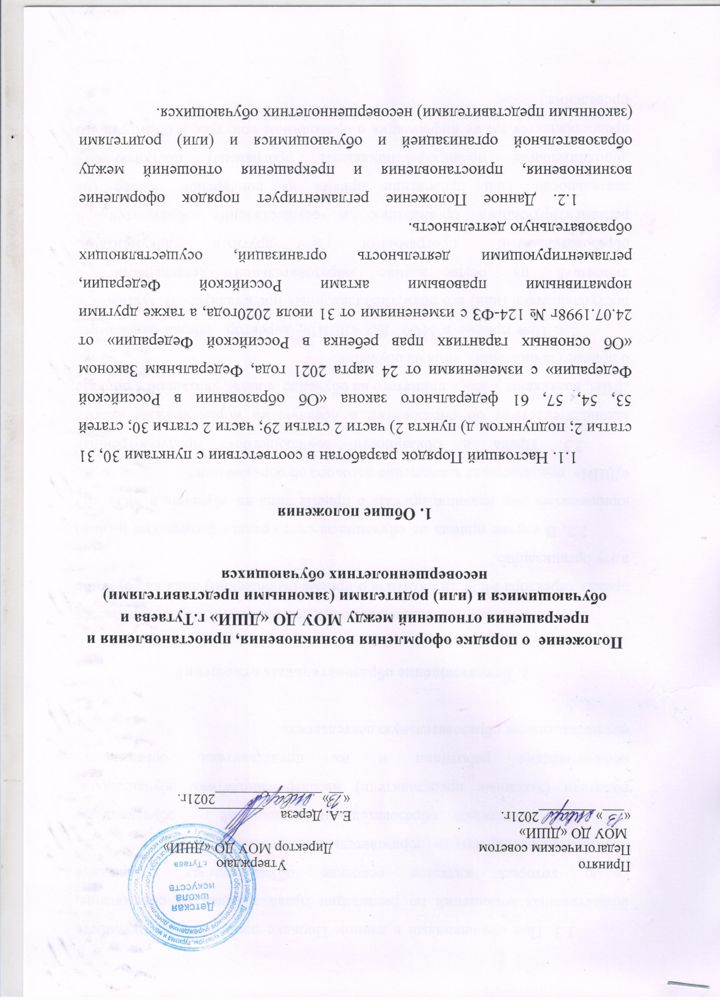 Принято
Педагогическим советом
МОУ ДО «ДШИ»
«13» января 2021г.
Утверждаю
Директор МОУ ДО «ДШИ»
Е.А. Дереза
«13» января 2021г.
Детская
школа
искусств
г.Тутаев
Положение о порядке оформления возникновения, приостановления и
прекращения отношений между МОУ ДО «ДШИ» г.Тутаева и
обучающимися и (или) родителями (законными представителями)
несовершеннолетних обучающихся
1. Общие положения
1.1. Настоящий Порядок разработан в соответствии с пунктами 30, 31
статьи 2; подпунктом д) пункта 2) части 2 статьи 29; части 2 статьи 30; статей
53, 54, 57, 61 федерального закона «Об образовании в Российской
Федерации» с изменениями от 24 марта 2021 года, Федеральным Законом
«Об основных гарантиях прав ребенка в Российской Федерации» от
24.07.1998г № 124-ФЗ с изменениями от 31 июля 2020года, а также другими
нормативными правовыми актами Российской Федерации,
регламентирующими деятельность организаций, осуществляющих
образовательную деятельность.
1.2. Данное Положение регламентирует порядок оформление
возникновения, приостановления и прекращения отношений между
образовательной организацией и обучающимися и (или) родителями
(законными представителями) несовершеннолетних обучающихся.